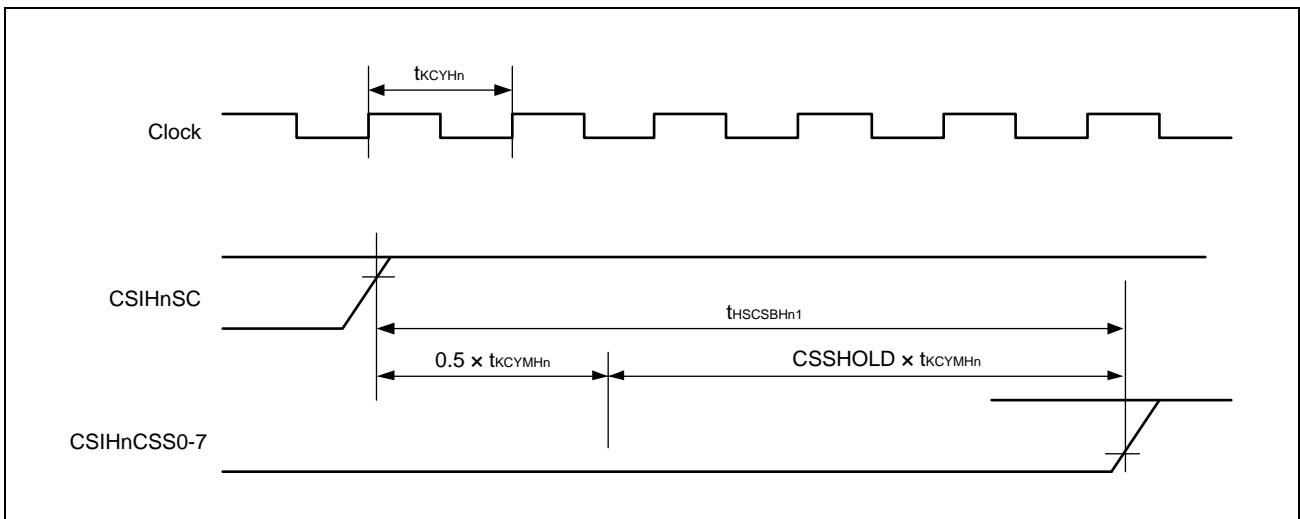 tKCYHn
Clock
CSIHnSC
tHSCSBHn1
0.5 × tKCYMHn
CSSHOLD × tKCYMHn
CSIHnCSS0-7